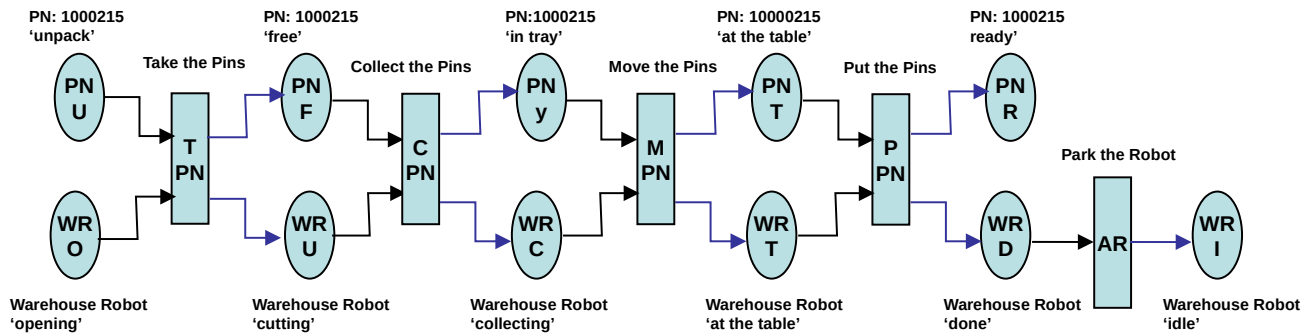 PN: 1000215
‘unpack’
PN: 1000215
‘free’
PN:1000215
‘in tray’
PN: 10000215
‘at the table’
PN: 1000215
ready’
Take the Pins
Collect the Pins
Move the Pins
Put the Pins
PN
U
PN
F
PN
y
PN
T
PN
R
T
PN
C
PN
M
PN
P
PN
Park the Robot
WR
O
WR
U
WR
C
WR
T
WR
D
AR
WR
I
Warehouse Robot
‘opening’
Warehouse Robot
‘cutting’
Warehouse Robot
‘collecting’
Warehouse Robot
‘at the table’
Warehouse Robot
‘done’
Warehouse Robot
‘idle’